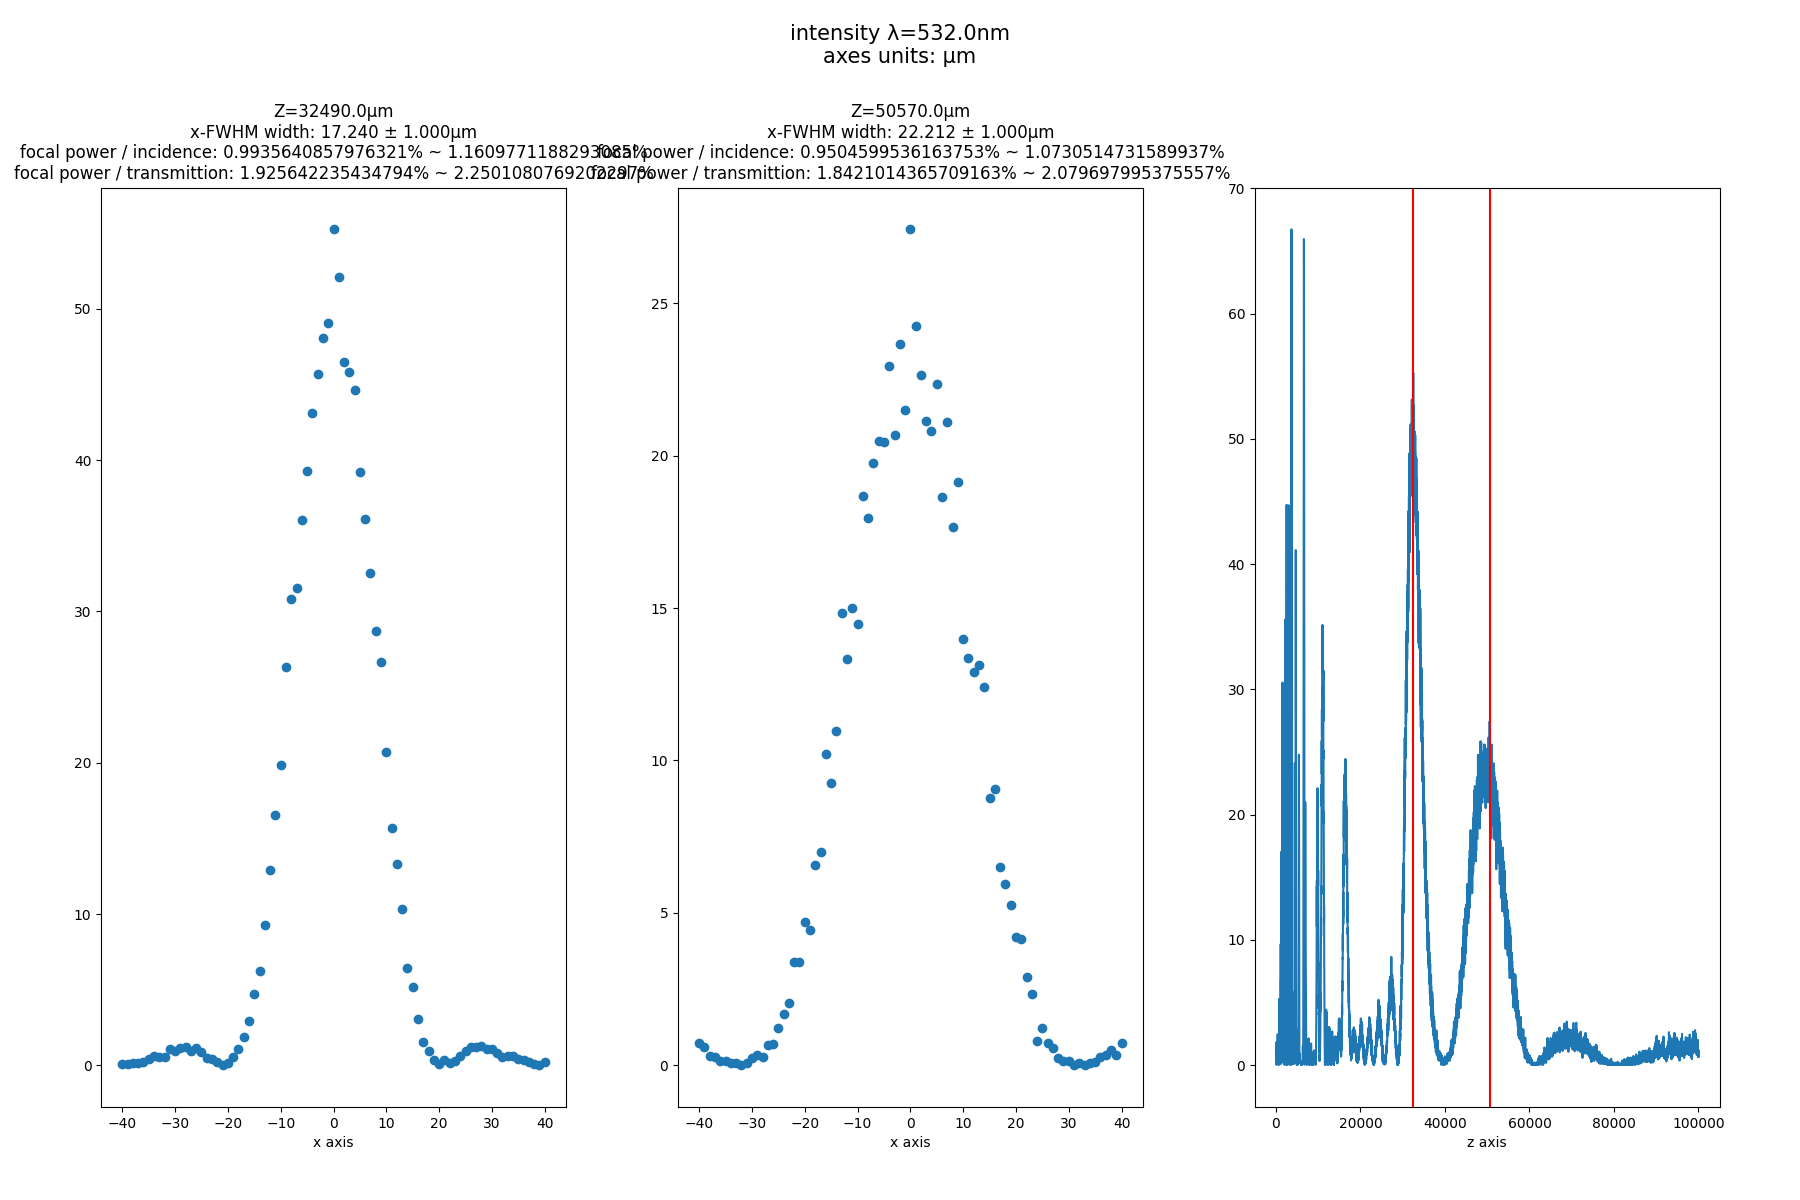 intensity λ=532.0nm
axes units: μm
Z=32490.0μm
x-FWHM width: 17.240 ± 1.000μm
focal power / incidence: 0.9935640857976321% ~ 1.1609771188293085%
focal power / transmittion: 1.925642235434794% ~ 2.2501080769202297%
Z=50570.0μm
x-FWHM width: 22.212 ± 1.000μm
focal power / incidence: 0.9504599536163753% ~ 1.0730514731589937%
focal power / transmittion: 1.8421014365709163% ~ 2.079697995375557%
50
40
30
20
10
0
−40 −30 −20 −10 0 10 20 30 40
x axis
25
20
15
10
5
0
−40 −30 −20 −10 0 10 20 30 40
x axis
70
60
50
40
30
20
10
0
0 20000 40000 60000 80000 100000
z axis